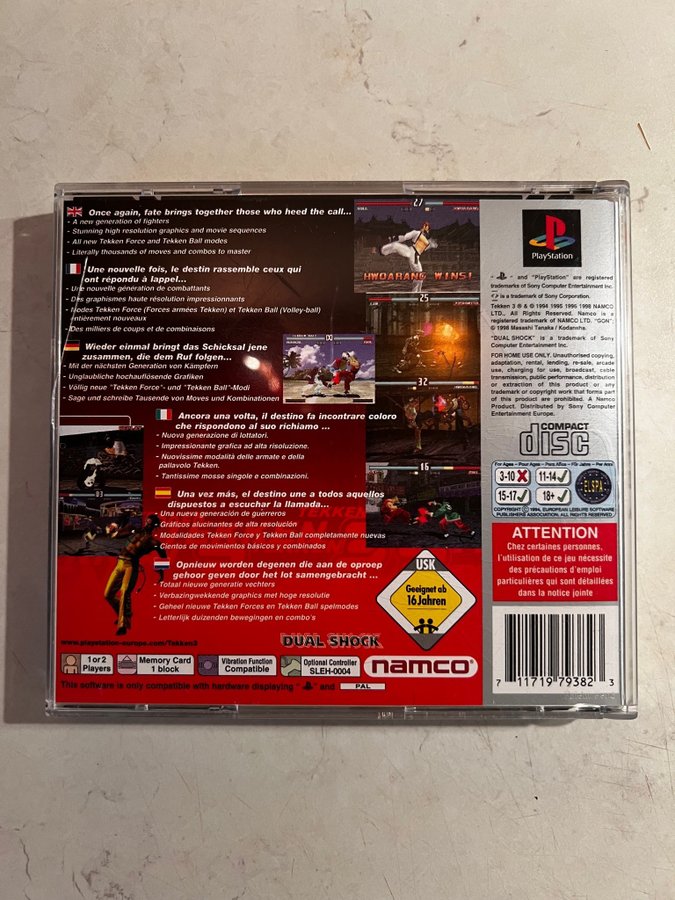 Once again, fate brings together those who heed the call...
- A new generation of fighters
- Stunning high resolution graphics and movie sequences
- All new Tekken Force and Tekken Ball modes
- Literally thousands of moves and combos to master
Une nouvelle fois, le destin rassemble ceux qui
ont répondu à l'appel...
- Une nouvelle génération de combattants
- Des graphismes haute résolution impressionnants
- Modes Tekken Force (Forces armées Tekken) et Tekken Ball (Volley-ball)
entièrement nouveaux
- Des milliers de coups et de combinaisons
Wieder einmal bringt das Schicksal jene
zusammen, die dem Ruf folgen...
- Mit der nächsten Generation von Kämpfern
- Unglaubliche hochauflösende Grafiken
- Völlig neue "Tekken Force"- und "Tekken Ball"-Modi
- Sage und schreibe Tausende von Moves und Kombinationen
Ancora una volta, il destino fa incontrare coloro
che rispondono al suo richiamo ...
- Nuova generazione di lottatori.
- Impressionante grafica ad alta risoluzione.
- Nuovissime modalità delle armate e della
pallavolo Tekken.
- Tantissime mosse singole e combinazioni.
Una vez más, el destino une a todos aquellos
dispuestos a escuchar la llamada...
- Una nueva generación de guerreros
- Gráficos alucinantes de alta resolución
- Modalidades Tekken Force y Tekken Ball completamente nuevas
- Cientos de movimientos básicos y combinados
Opnieuw worden degenen die aan de oproep
gehoor geven door het lot samengebracht ...
- Totaal nieuwe generatie vechters
- Verbazingwekkende graphics met hoge resolutie
- Geheel nieuwe Tekken Forces en Tekken Ball spelmodes
- Letterlijk duizenden bewegingen en combo's
www.playstation-europe.com/Tekken3
27
HWOARANG WINS!
25
32
16
03
USK
Geeignet ab
16 Jahren
DUAL SHOCK
1 or 2
Players
Memory Card
1 block
Vibration Function
Compatible
Optional Controller
SLEH-0004
namco
This software is only compatible with hardware displaying " " and PAL
PlayStation
" " and "PlayStation" are registered
trademarks of Sony Computer Entertainment Inc.
is a trademark of Sony Corporation.
Tekken 3 ® & © 1994 1995 1996 1998 NAMCO
LTD., All Rights Reserved. Namco is a
registered trademark of NAMCO LTD. "GON"
© 1998 Masashi Tanaka / Kodansha.
"DUAL SHOCK" is a trademark of Sony
Computer Entertainment Inc.
FOR HOME USE ONLY. Unauthorised copying,
adaptation, rental, lending, re-sale, arcade
use, charging for use, broadcast, cable
transmission, public performance, distribution
or extraction of this product or any
trademark or copyright work that forms part
of this product are prohibited. A Namco
Product. Distributed by Sony Computer
Entertainment Europe.
COMPACT
disc
For Ages - Pour Ages - Para Años - Für Jahre - Per Anni
3-10
11-14
15-17
18+
ELSPA
COPYRIGHT © 1994, EUROPEAN LEISURE SOFTWARE
PUBLISHERS ASSOCIATION, ALL RIGHTS RESERVED
ATTENTION
Chez certaines personnes,
l'utilisation de ce jeu nécessite
des précautions d'emploi
particulières qui sont détaillées
dans la notice jointe
7 11719 79382 3